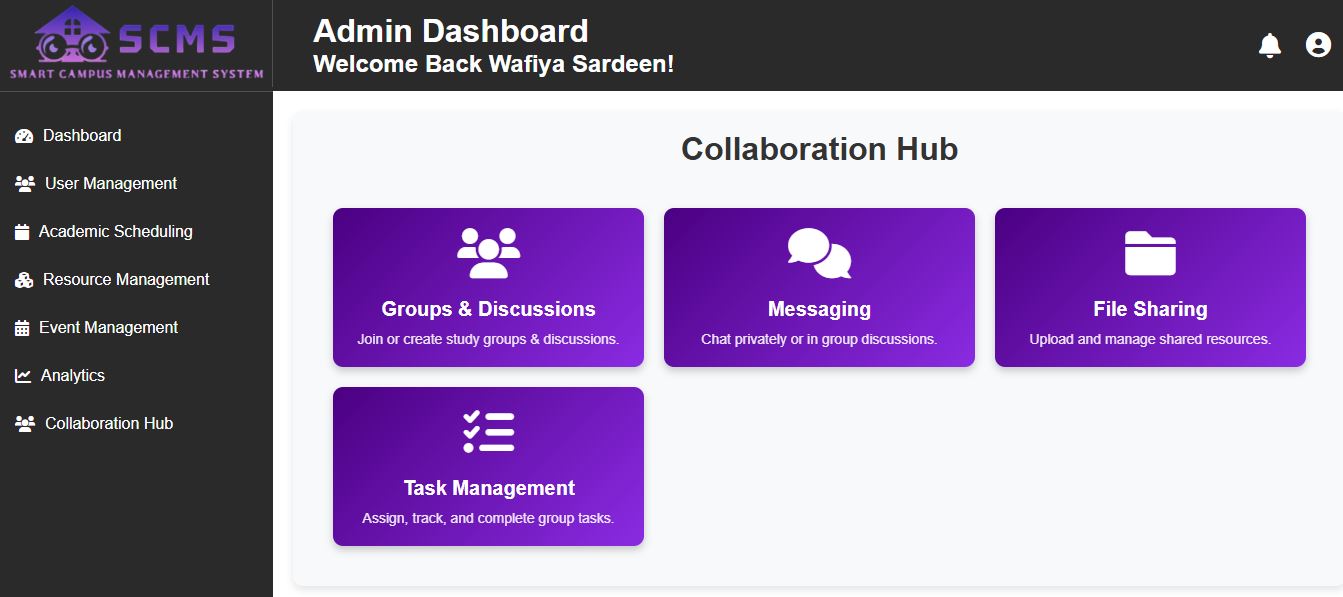 SCMS
SMART CAMPUS MANAGEMENT SYSTEM
Admin Dashboard
Welcome Back Wafiya Sardeen!
Dashboard
User Management
Academic Scheduling
Resource Management
Event Management
Analytics
Collaboration Hub
Collaboration Hub
Groups & Discussions
Join or create study groups & discussions.
Messaging
Chat privately or in group discussions.
File Sharing
Upload and manage shared resources.
Task Management
Assign, track, and complete group tasks.